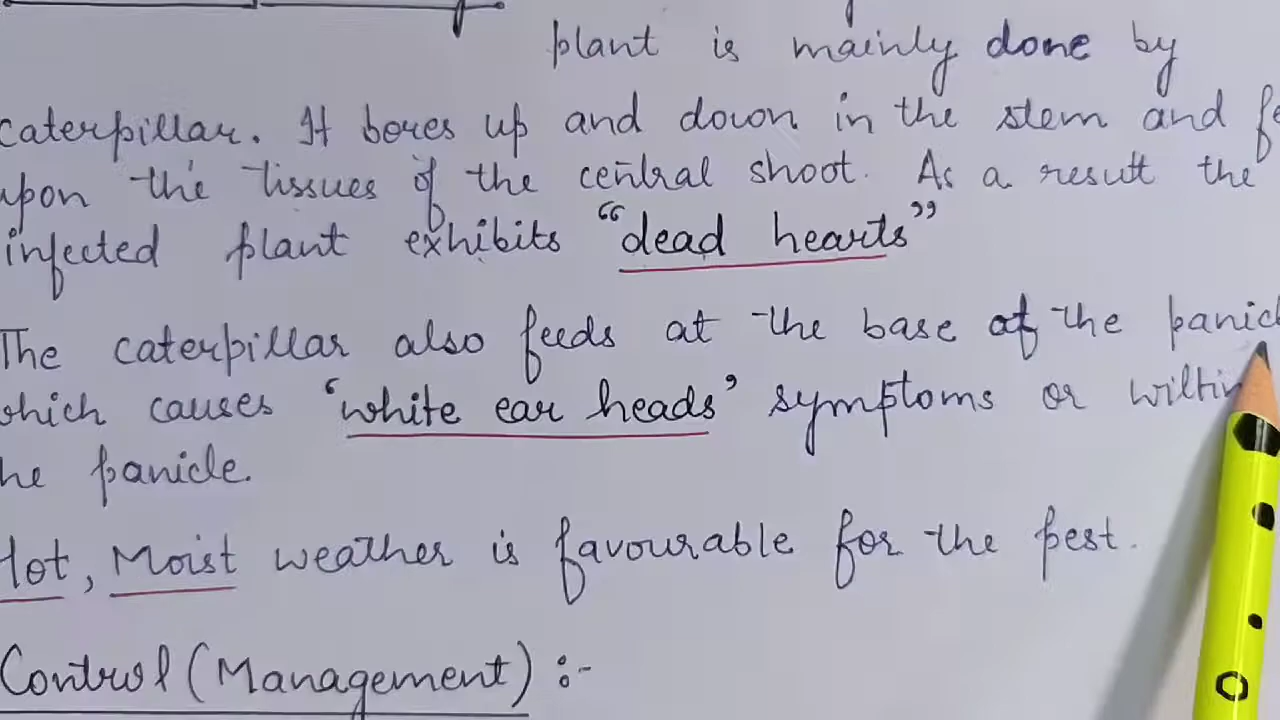 plant is mainly done by
caterpillar. It bores up and down in the stem and fe
upon the tissues of the central shoot. As a result the
infected plant exhibits "dead hearts"
The caterpillar also feeds at the base of the panicl
which causes 'white ear heads' symptoms or wiltin
he panicle.
Hot, Moist weather is favourable for the pest.
Control (Management) :-